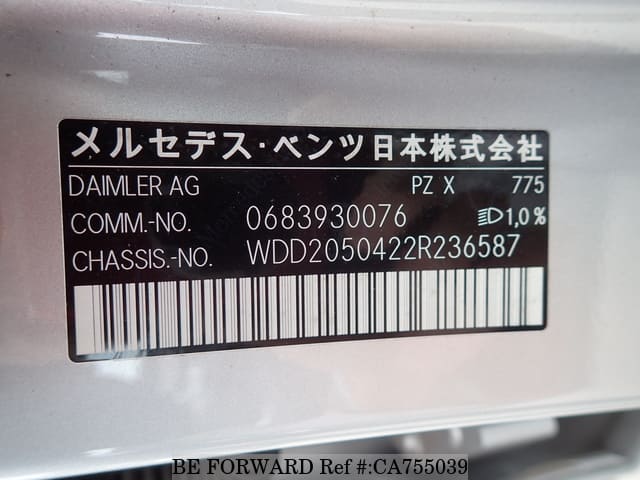 メルセデス・ベンツ日本株式会社
DAIMLER AG PZ X 775
COMM.-NO. 0683930076 1,0%
CHASSIS.-NO. WDD2050422R236587
BE FORWARD Ref #:CA755039